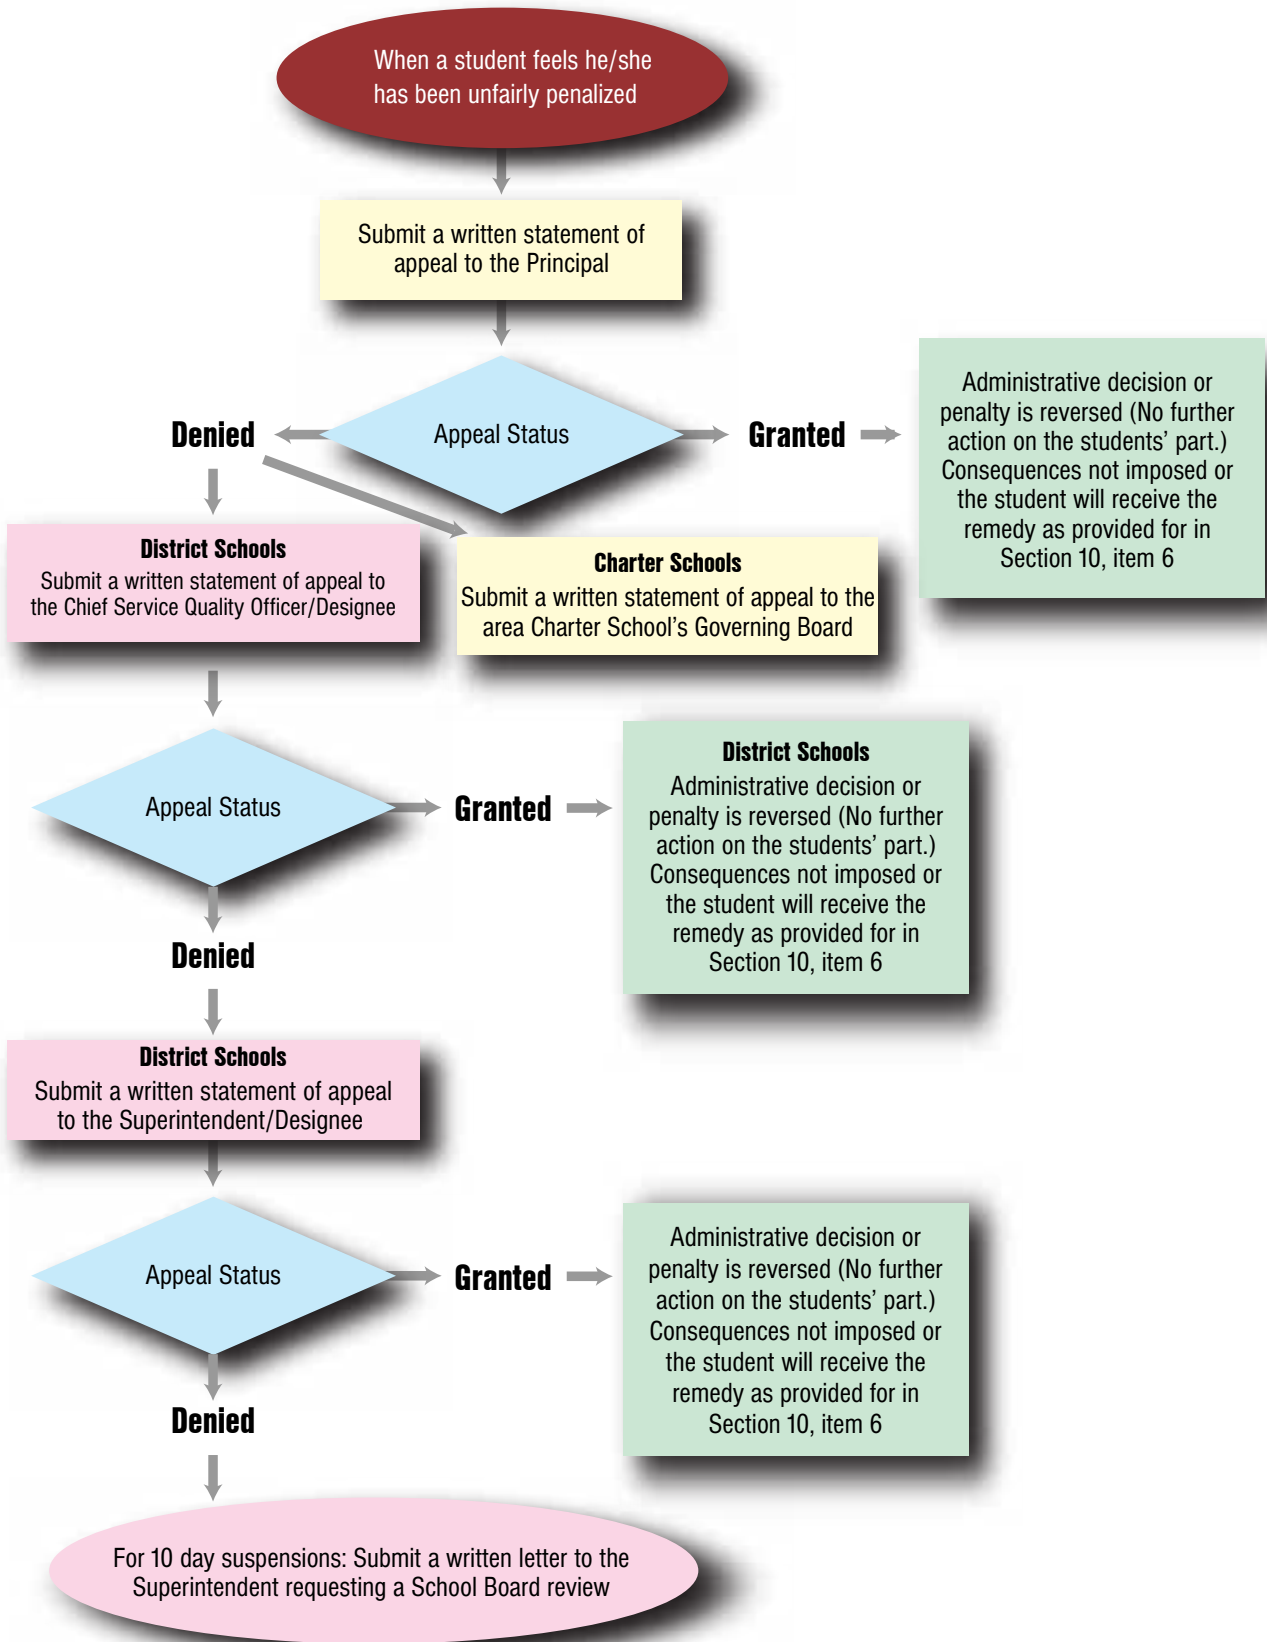 When a student feels he/she
has been unfairly penalized
Submit a written statement of
appeal to the Principal
Appeal Status
Denied
Granted
Administrative decision or
penalty is reversed (No further
action on the students’ part.)
Consequences not imposed or
the student will receive the
remedy as provided for in
Section 10, item 6
District Schools
Submit a written statement of appeal to
the Chief Service Quality Officer/Designee
Charter Schools
Submit a written statement of appeal to the
area Charter School’s Governing Board
Appeal Status
Granted
District Schools
Administrative decision or
penalty is reversed (No further
action on the students’ part.)
Consequences not imposed or
the student will receive the
remedy as provided for in
Section 10, item 6
Denied
District Schools
Submit a written statement of appeal
to the Superintendent/Designee
Appeal Status
Granted
Administrative decision or
penalty is reversed (No further
action on the students’ part.)
Consequences not imposed or
the student will receive the
remedy as provided for in
Section 10, item 6
Denied
For 10 day suspensions: Submit a written letter to the
Superintendent requesting a School Board review